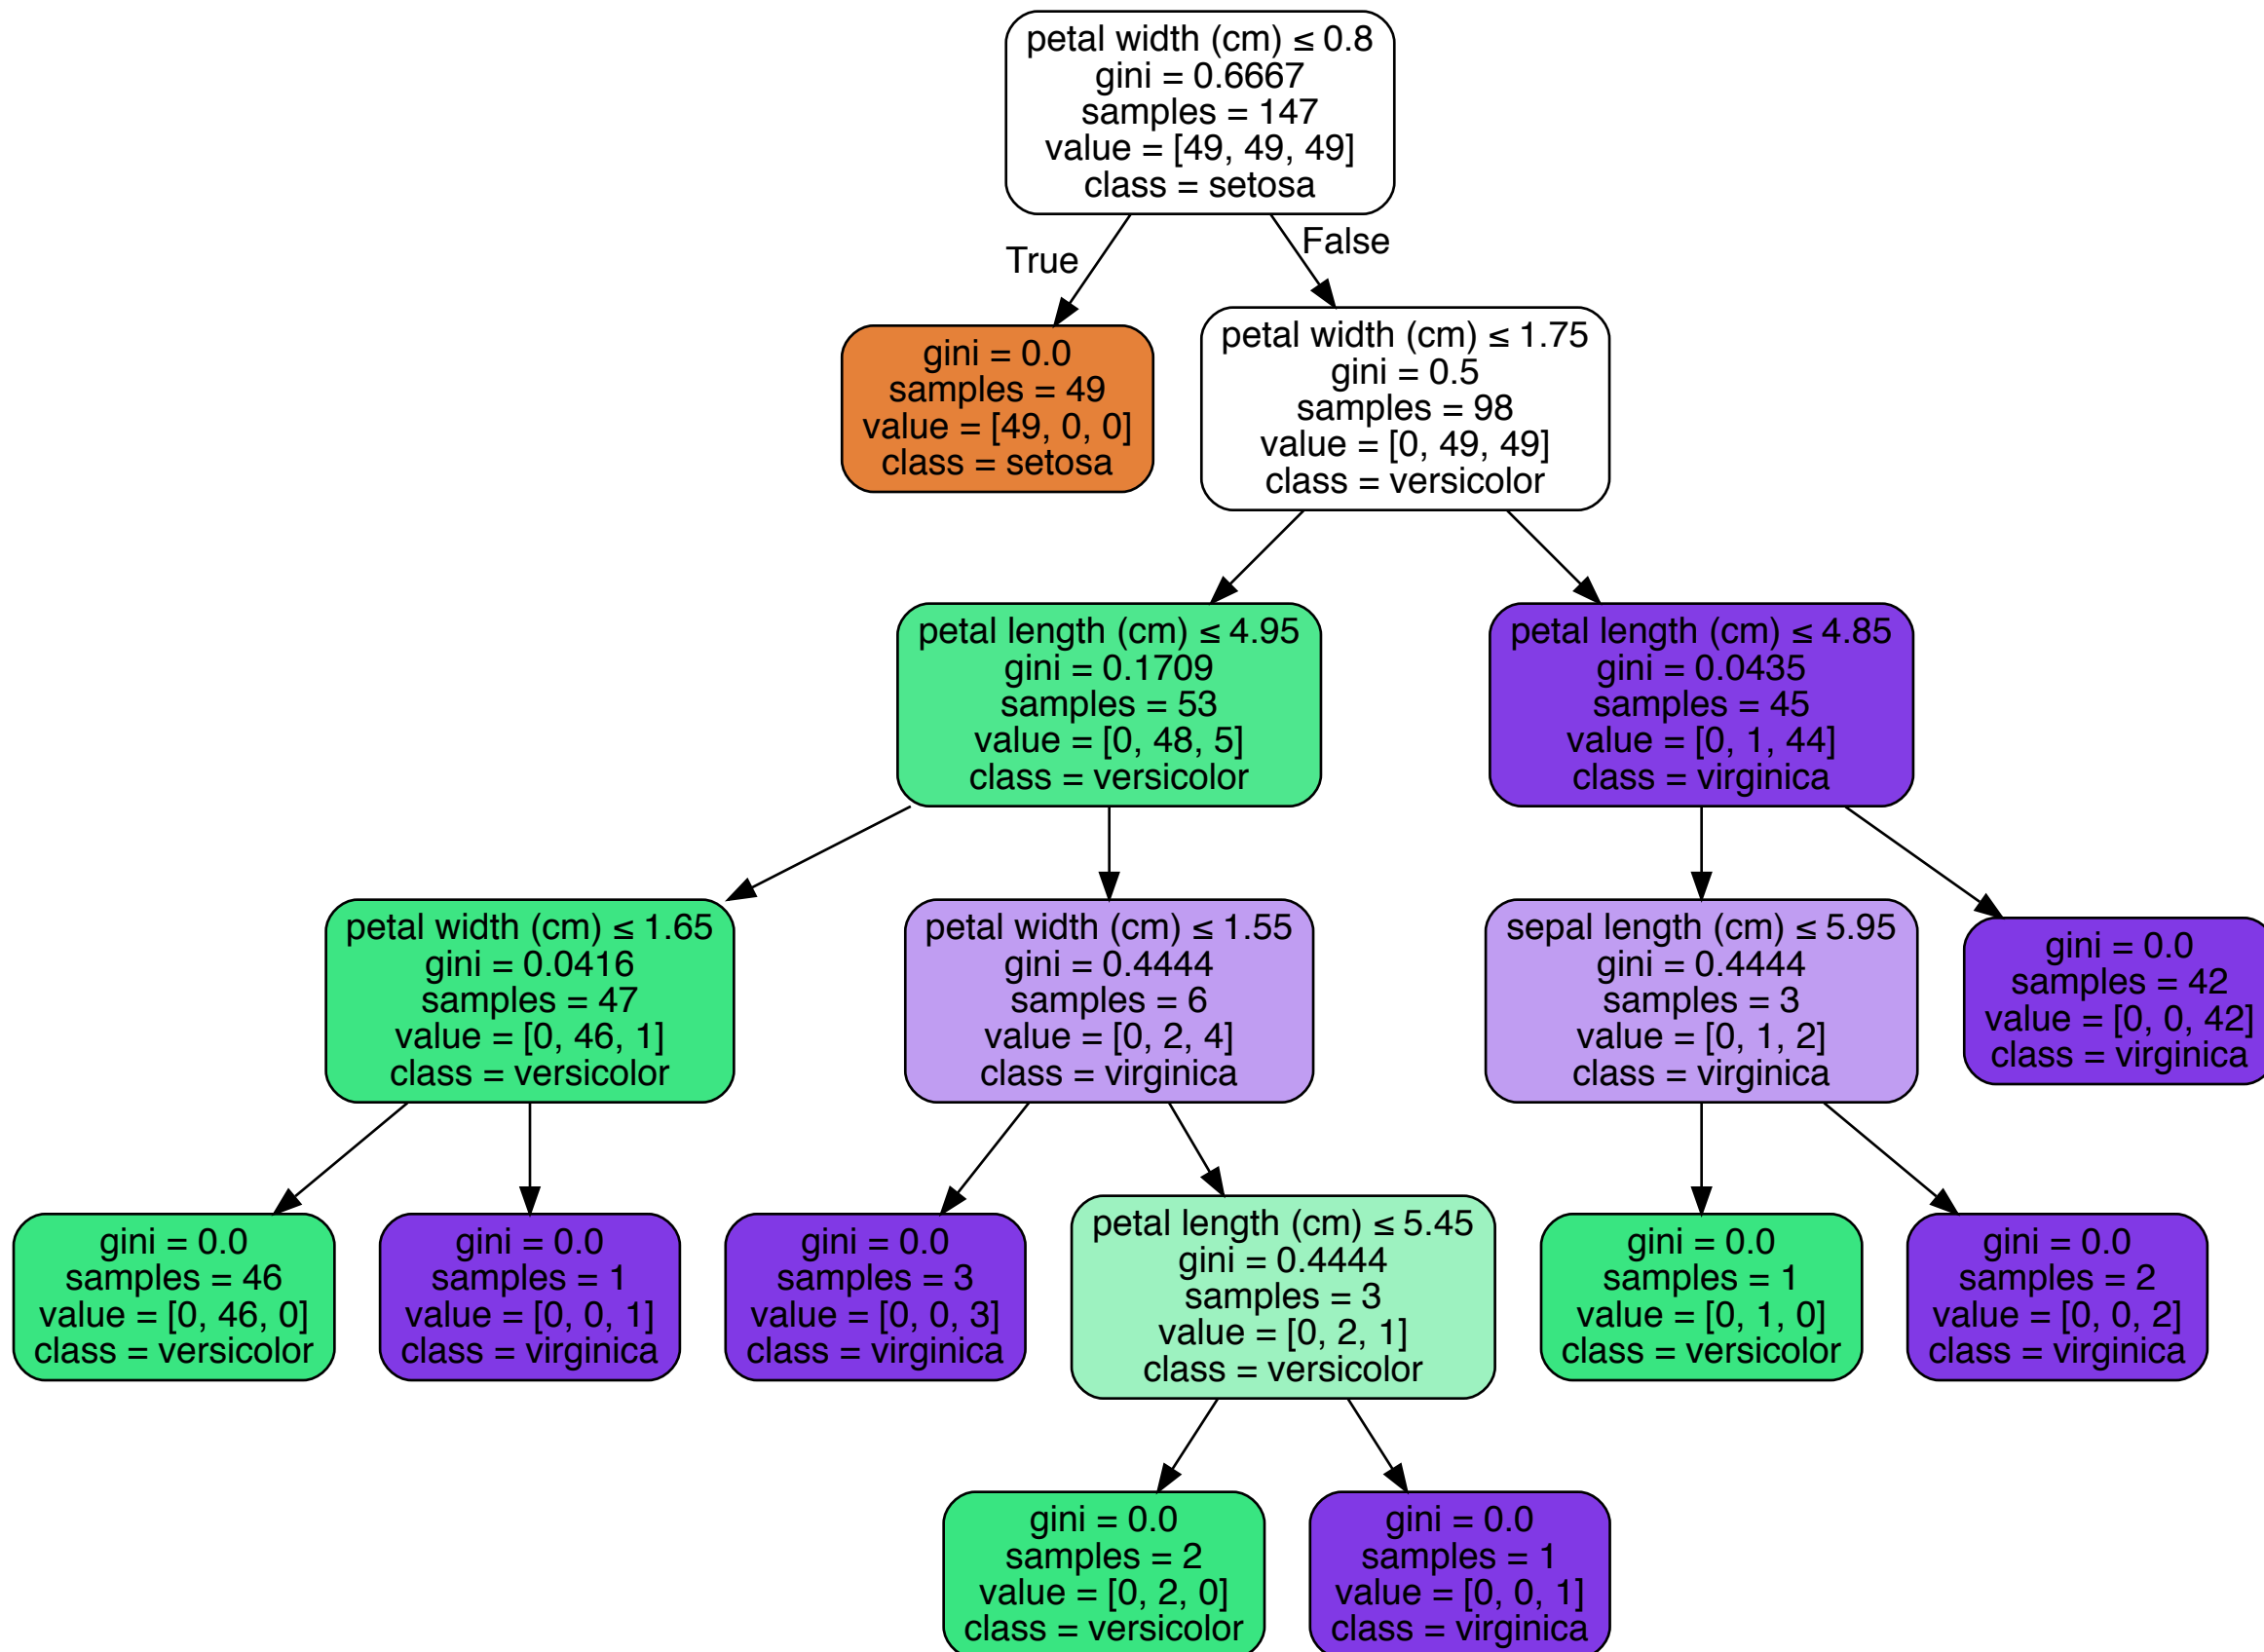 petal width (cm) ≤ 0.8
gini = 0.6667
samples = 147
value = [49, 49, 49]
class = setosa
True
False
gini = 0.0
samples = 49
value = [49, 0, 0]
class = setosa
petal width (cm) ≤ 1.75
gini = 0.5
samples = 98
value = [0, 49, 49]
class = versicolor
petal length (cm) ≤ 4.95
gini = 0.1709
samples = 53
value = [0, 48, 5]
class = versicolor
petal length (cm) ≤ 4.85
gini = 0.0435
samples = 45
value = [0, 1, 44]
class = virginica
petal width (cm) ≤ 1.65
gini = 0.0416
samples = 47
value = [0, 46, 1]
class = versicolor
petal width (cm) ≤ 1.55
gini = 0.4444
samples = 6
value = [0, 2, 4]
class = virginica
sepal length (cm) ≤ 5.95
gini = 0.4444
samples = 3
value = [0, 1, 2]
class = virginica
gini = 0.0
samples = 42
value = [0, 0, 42]
class = virginica
gini = 0.0
samples = 46
value = [0, 46, 0]
class = versicolor
gini = 0.0
samples = 1
value = [0, 0, 1]
class = virginica
gini = 0.0
samples = 3
value = [0, 0, 3]
class = virginica
petal length (cm) ≤ 5.45
gini = 0.4444
samples = 3
value = [0, 2, 1]
class = versicolor
gini = 0.0
samples = 1
value = [0, 1, 0]
class = versicolor
gini = 0.0
samples = 2
value = [0, 0, 2]
class = virginica
gini = 0.0
samples = 2
value = [0, 2, 0]
class = versicolor
gini = 0.0
samples = 1
value = [0, 0, 1]
class = virginica